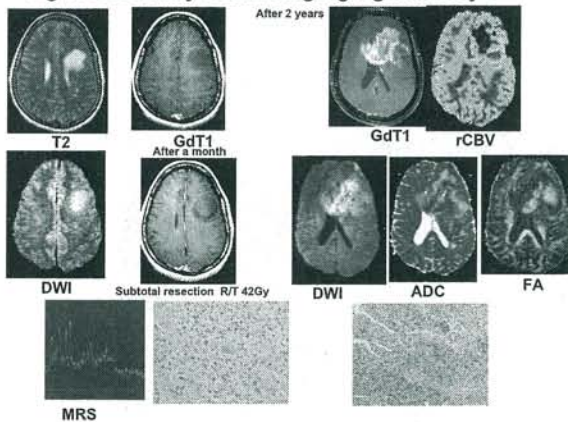 After 2 years
T2
GdT1
GdT1
rCBV
After a month
DWI
Subtotal resection R/T 42Gy
DWI
ADC
FA
MRS